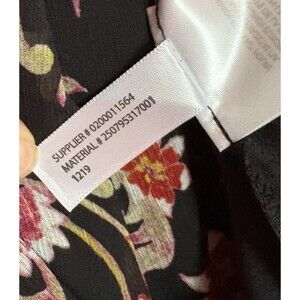 SUPPLIER # 0200011564
MATERIAL # 250795317001
1219